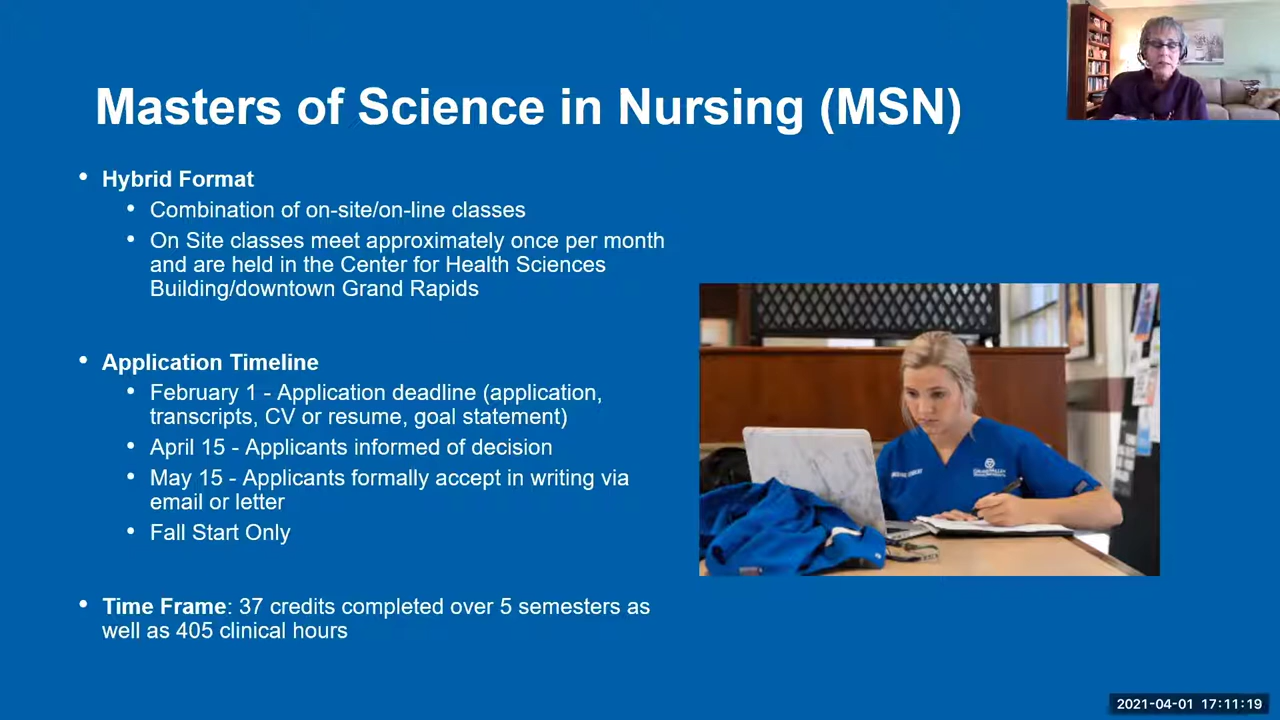 Masters of Science in Nursing (MSN)
• Hybrid Format
• Combination of on-site/on-line classes
• On Site classes meet approximately once per month
and are held in the Center for Health Sciences
Building/downtown Grand Rapids
• Application Timeline
• February 1 - Application deadline (application,
transcripts, CV or resume, goal statement)
• April 15 - Applicants informed of decision
• May 15 - Applicants formally accept in writing via
email or letter
• Fall Start Only
• Time Frame: 37 credits completed over 5 semesters as
well as 405 clinical hours
2021-04-01 17:11:19